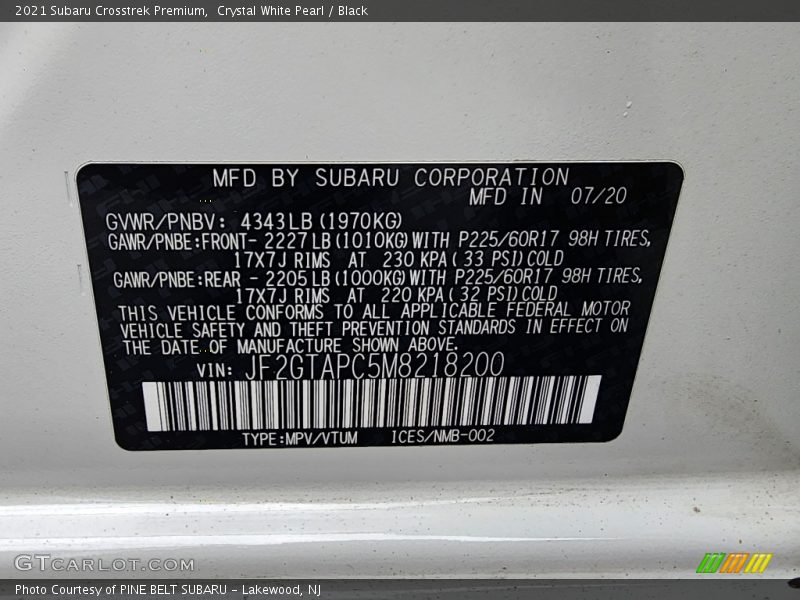 2021 Subaru Crosstrek Premium,  Crystal White Pearl / Black
MFD BY SUBARU CORPORATION
MFD IN 07/20
GVWR/PNBV: 4343LB (1970KG)
GAWR/PNBE:FRONT- 2227LB (1010KG) WITH P225/60R17 98H TIRES,
17X7J RIMS AT 230 KPA ( 33 PSI) COLD
GAWR/PNBE:REAR - 2205LB (1000KG) WITH P225/60R17 98H TIRES,
17X7J RIMS AT 220 KPA ( 32 PSI) COLD
THIS VEHICLE CONFORMS TO ALL APPLICABLE FEDERAL MOTOR
VEHICLE SAFETY AND THEFT PREVENTION STANDARDS IN EFFECT ON
THE DATE OF MANUFACTURE SHOWN ABOVE.
VIN: JF2GTAPC5M8218200
TYPE:MPV/VTUM ICES/NMB-002
GTCARLOT.COM
Photo Courtesy of PINE BELT SUBARU - Lakewood, NJ